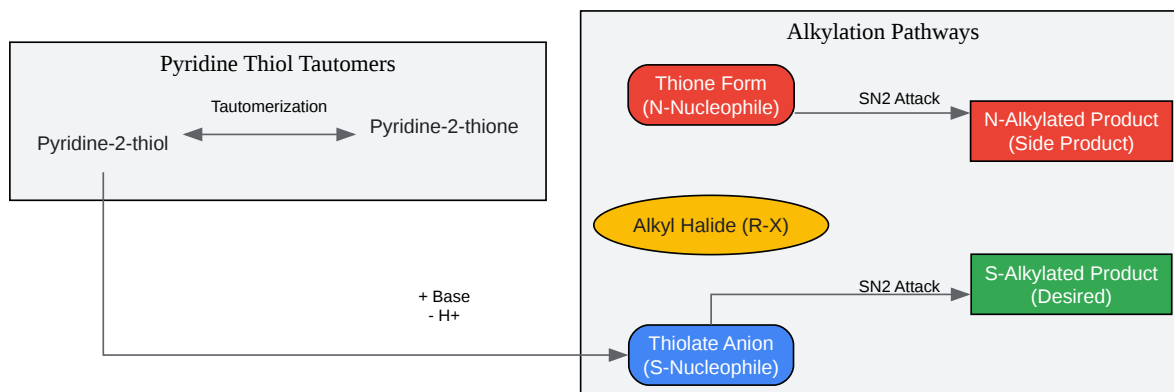 Pyridine Thiol Tautomers
Tautomerization
Pyridine-2-thiol
Pyridine-2-thione
+ Base
- H+
Alkylation Pathways
Thione Form
(N-Nucleophile)
SN2 Attack
N-Alkylated Product
(Side Product)
Alkyl Halide (R-X)
Thiolate Anion
(S-Nucleophile)
SN2 Attack
S-Alkylated Product
(Desired)